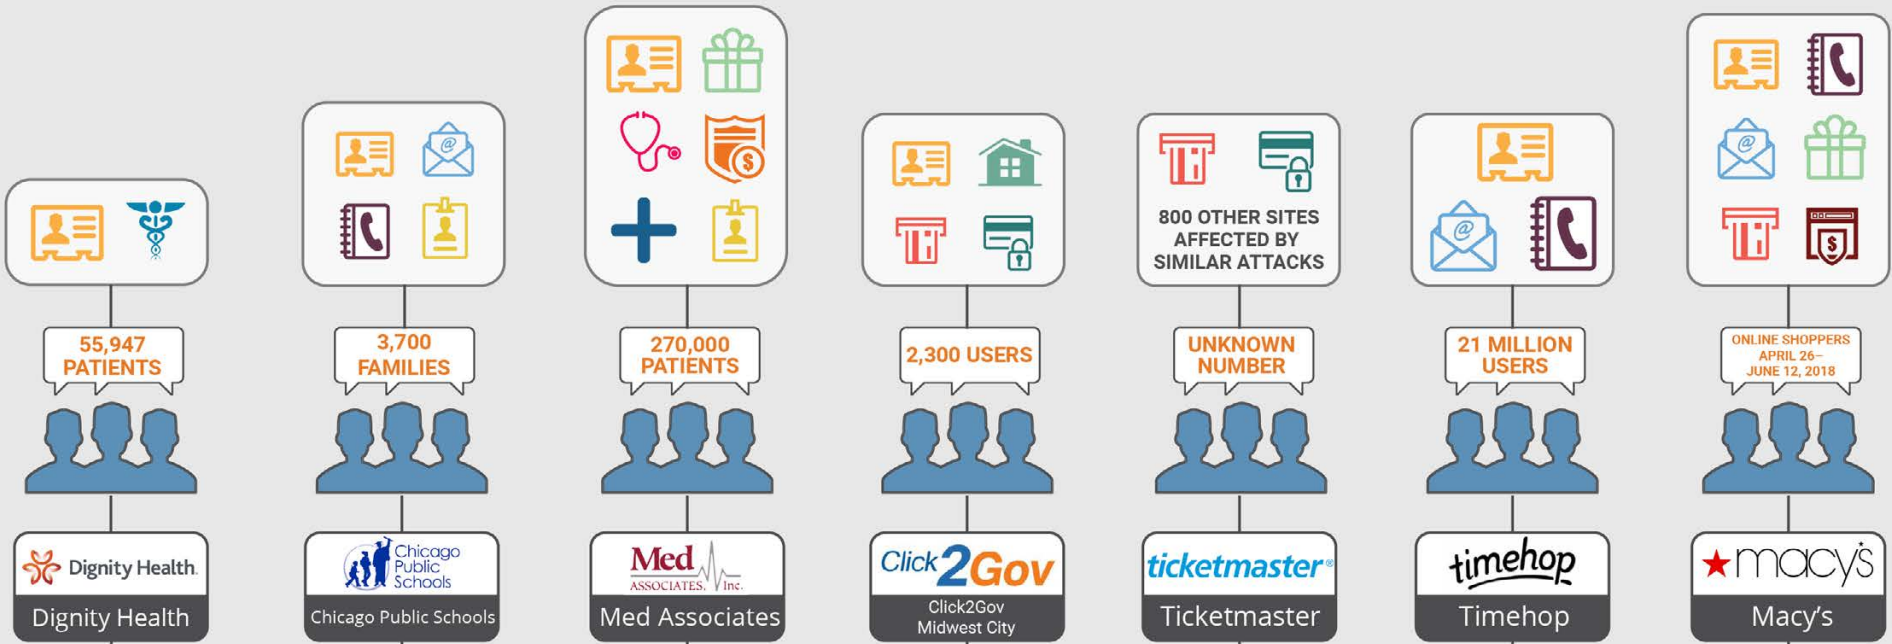 55,947
PATIENTS
Dignity Health.
Dignity Health
@
3,700
FAMILIES
Chicago
Public
Schools
Chicago Public Schools
$
270,000
PATIENTS
Med
ASSOCIATES, Inc.
Med Associates
2,300 USERS
Click2Gov
Click2Gov
Midwest City
800 OTHER SITES
AFFECTED BY
SIMILAR ATTACKS
UNKNOWN
NUMBER
ticketmaster®
Ticketmaster
@
21 MILLION
USERS
timehop
Timehop
@
$
ONLINE SHOPPERS
APRIL 26–
JUNE 12, 2018
macy's
Macy's